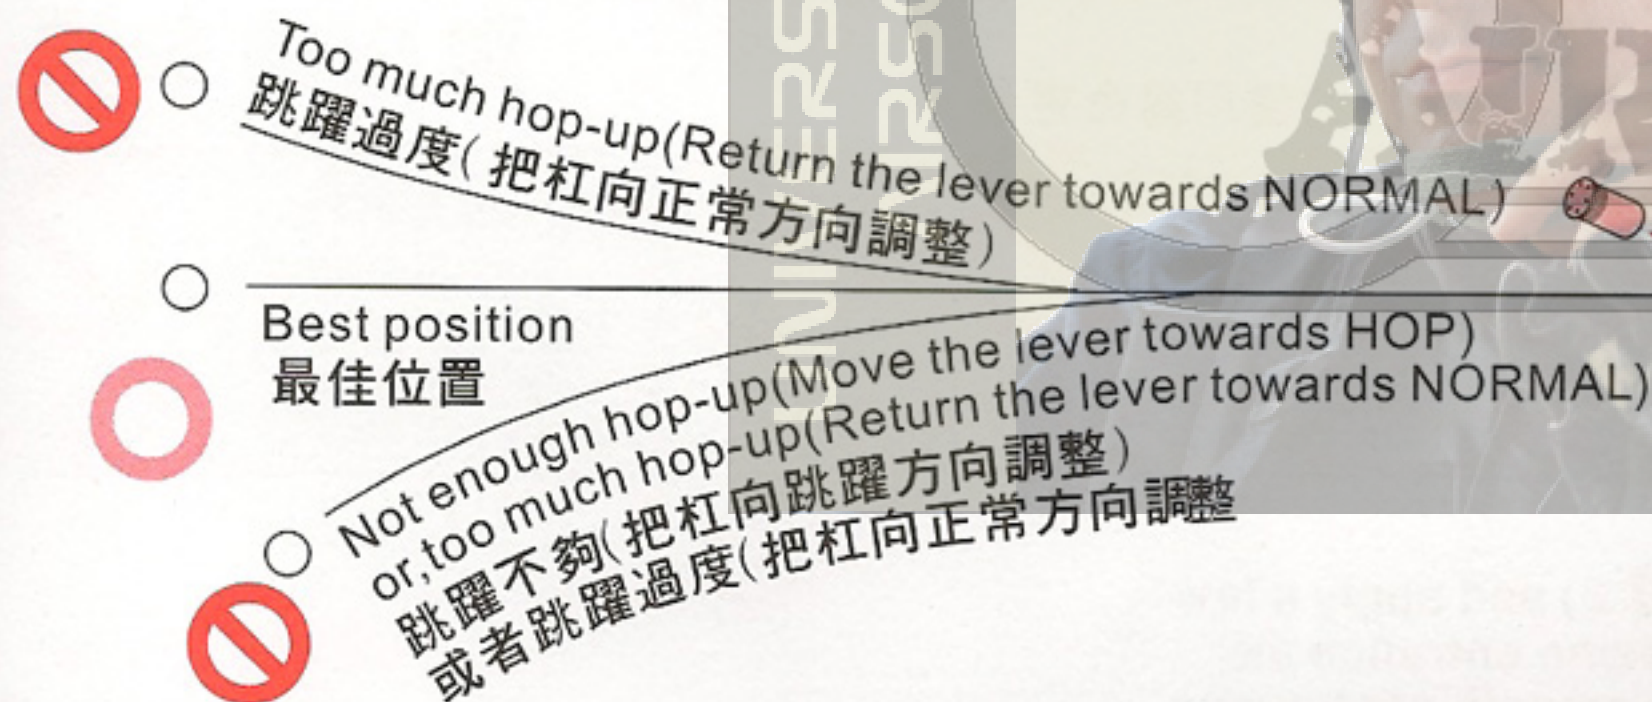 Too much hop-up(Return the lever towards NORMAL)
跳躍過度(把杠向正常方向調整)
Best position
最佳位置
Not enough hop-up(Move the lever towards HOP)
or,too much hop-up(Return the lever towards NORMAL)
跳躍不夠(把杠向跳躍方向調整)
或者跳躍過度(把杠向正常方向調整